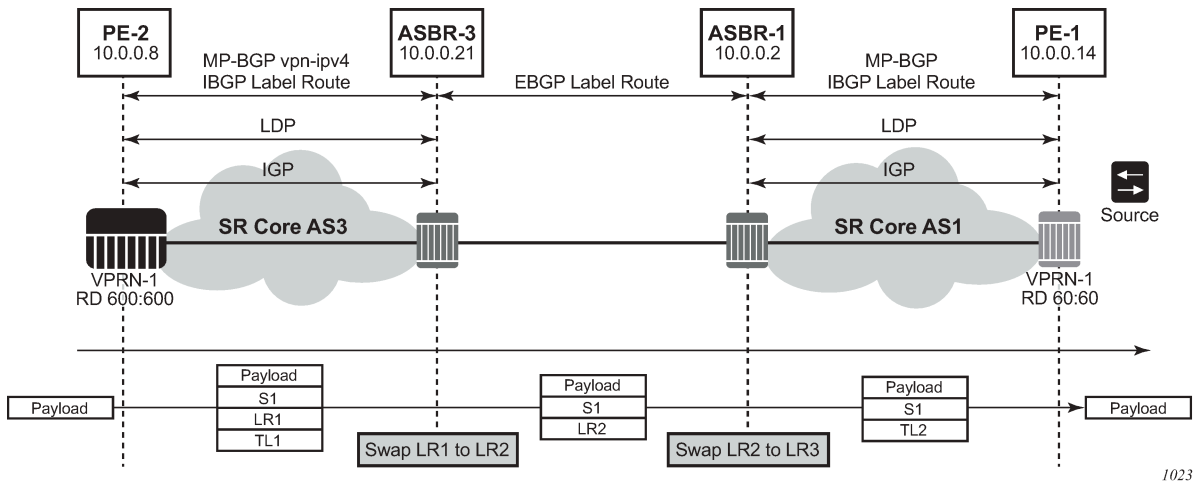 PE-2
10.0.0.8
ASBR-3
10.0.0.21
ASBR-1
10.0.0.2
PE-1
10.0.0.14
MP-BGP vpn-ipv4
IBGP Label Route
EBGP Label Route
MP-BGP
IBGP Label Route
LDP
LDP
IGP
IGP
Source
SR Core AS3
SR Core AS1
VPRN-1
RD 600:600
VPRN-1
RD 60:60
Payload
Payload
S1
LR1
TL1
Payload
S1
LR2
Payload
S1
TL2
Payload
Swap LR1 to LR2
Swap LR2 to LR3
1023